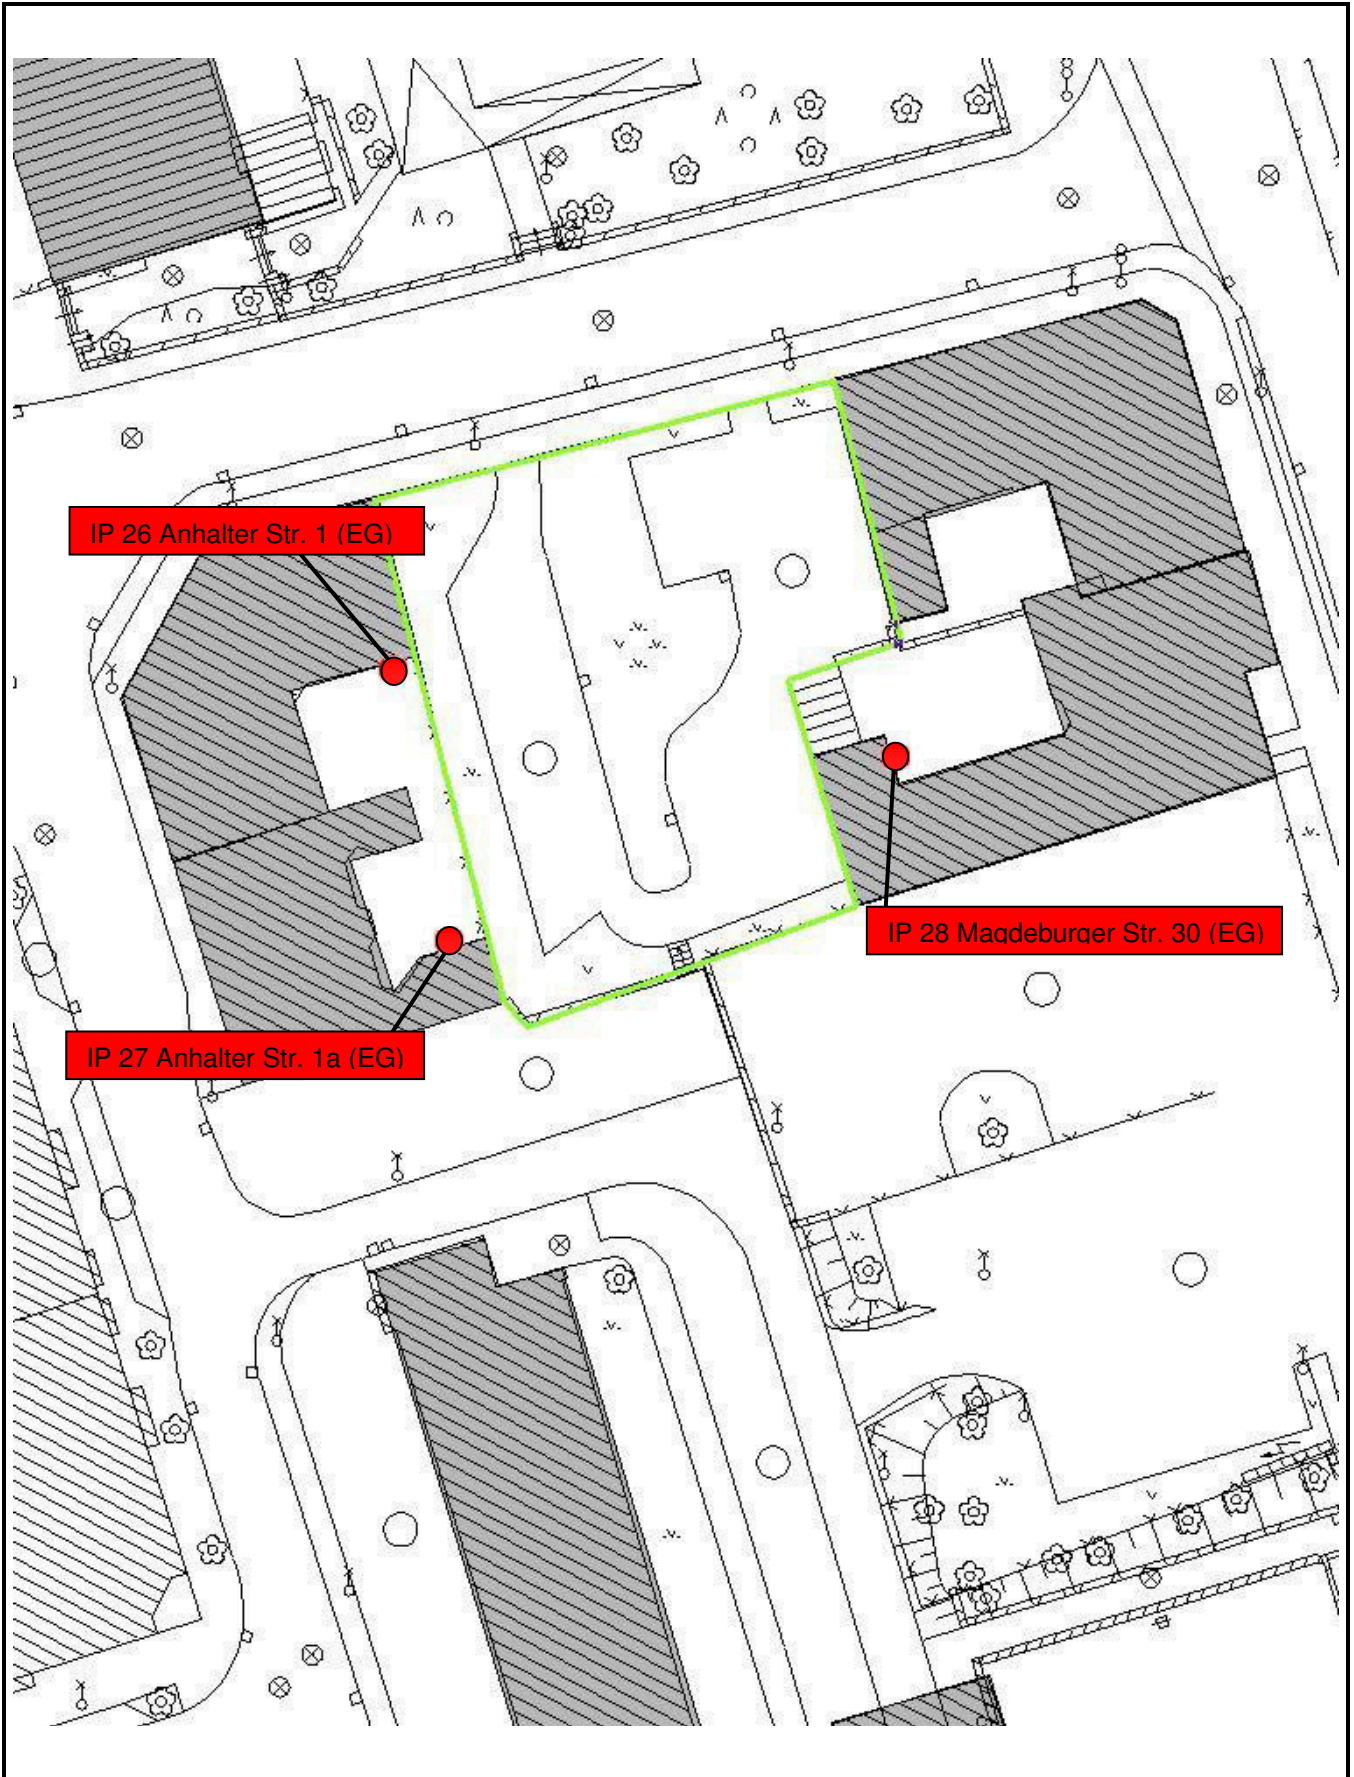 IP 26 Anhalter Str. 1 (EG)
IP 28 Magdeburger Str. 30 (EG)
IP 27 Anhalter Str. 1a (EG)